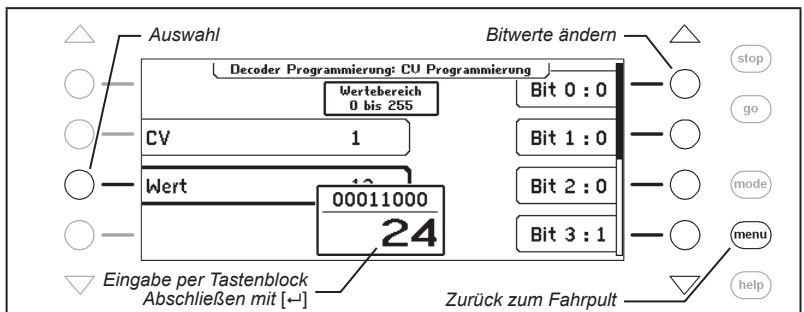 Auswahl
Bitwerte ändern
stop
Decoder Programmierung: CV Programmierung
Wertebereich
0 bis 255
Bit 0 : 0
go
CV 1
Bit 1 : 0
Wert
00011000
24
Bit 2 : 0
mode
Bit 3 : 1
menu
Eingabe per Tastenblock
Abschließen mit [↵]
Zurück zum Fahrpult
help